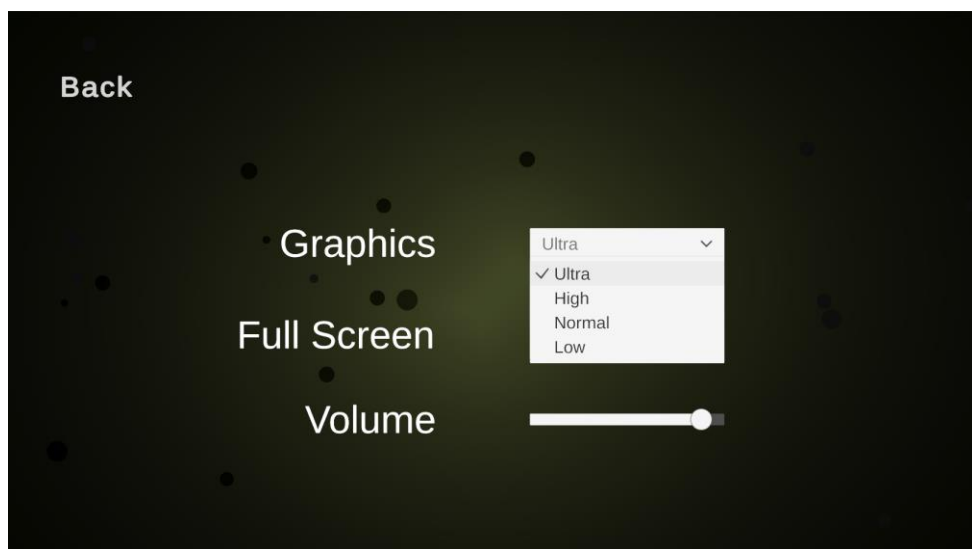 Back
Graphics
Ultra
Ultra
High
Normal
Low
Full Screen
Volume